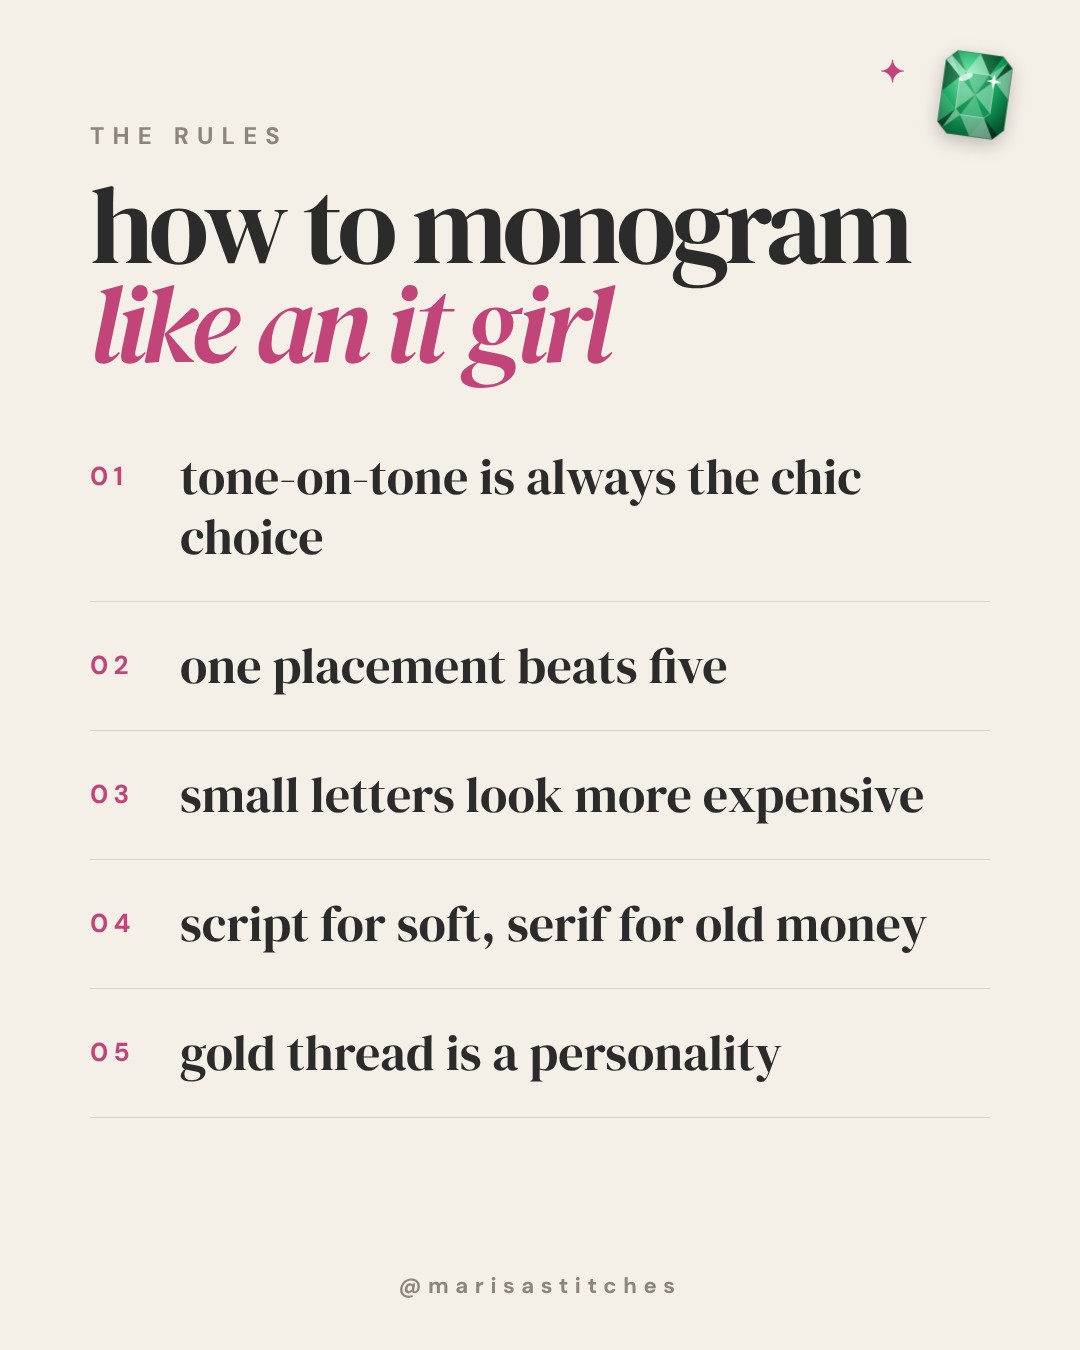 THE RULES
how to monogram
like an it girl
01 tone-on-tone is always the chic
choice
02 one placement beats five
03 small letters look more expensive
04 script for soft, serif for old money
05 gold thread is a personality
@marisastitches